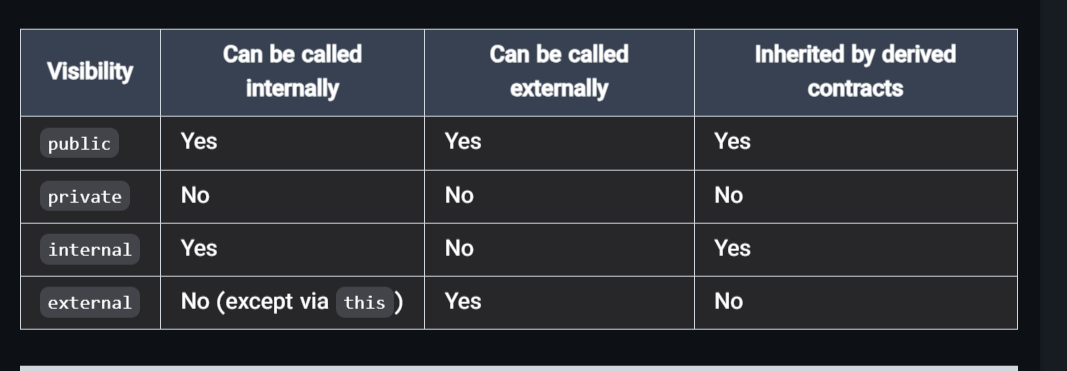 Visibility
Can be called
internally
Can be called
externally
Inherited by derived
contracts
public Yes Yes Yes
private No No No
internal Yes No Yes
external No (except via this ) Yes No